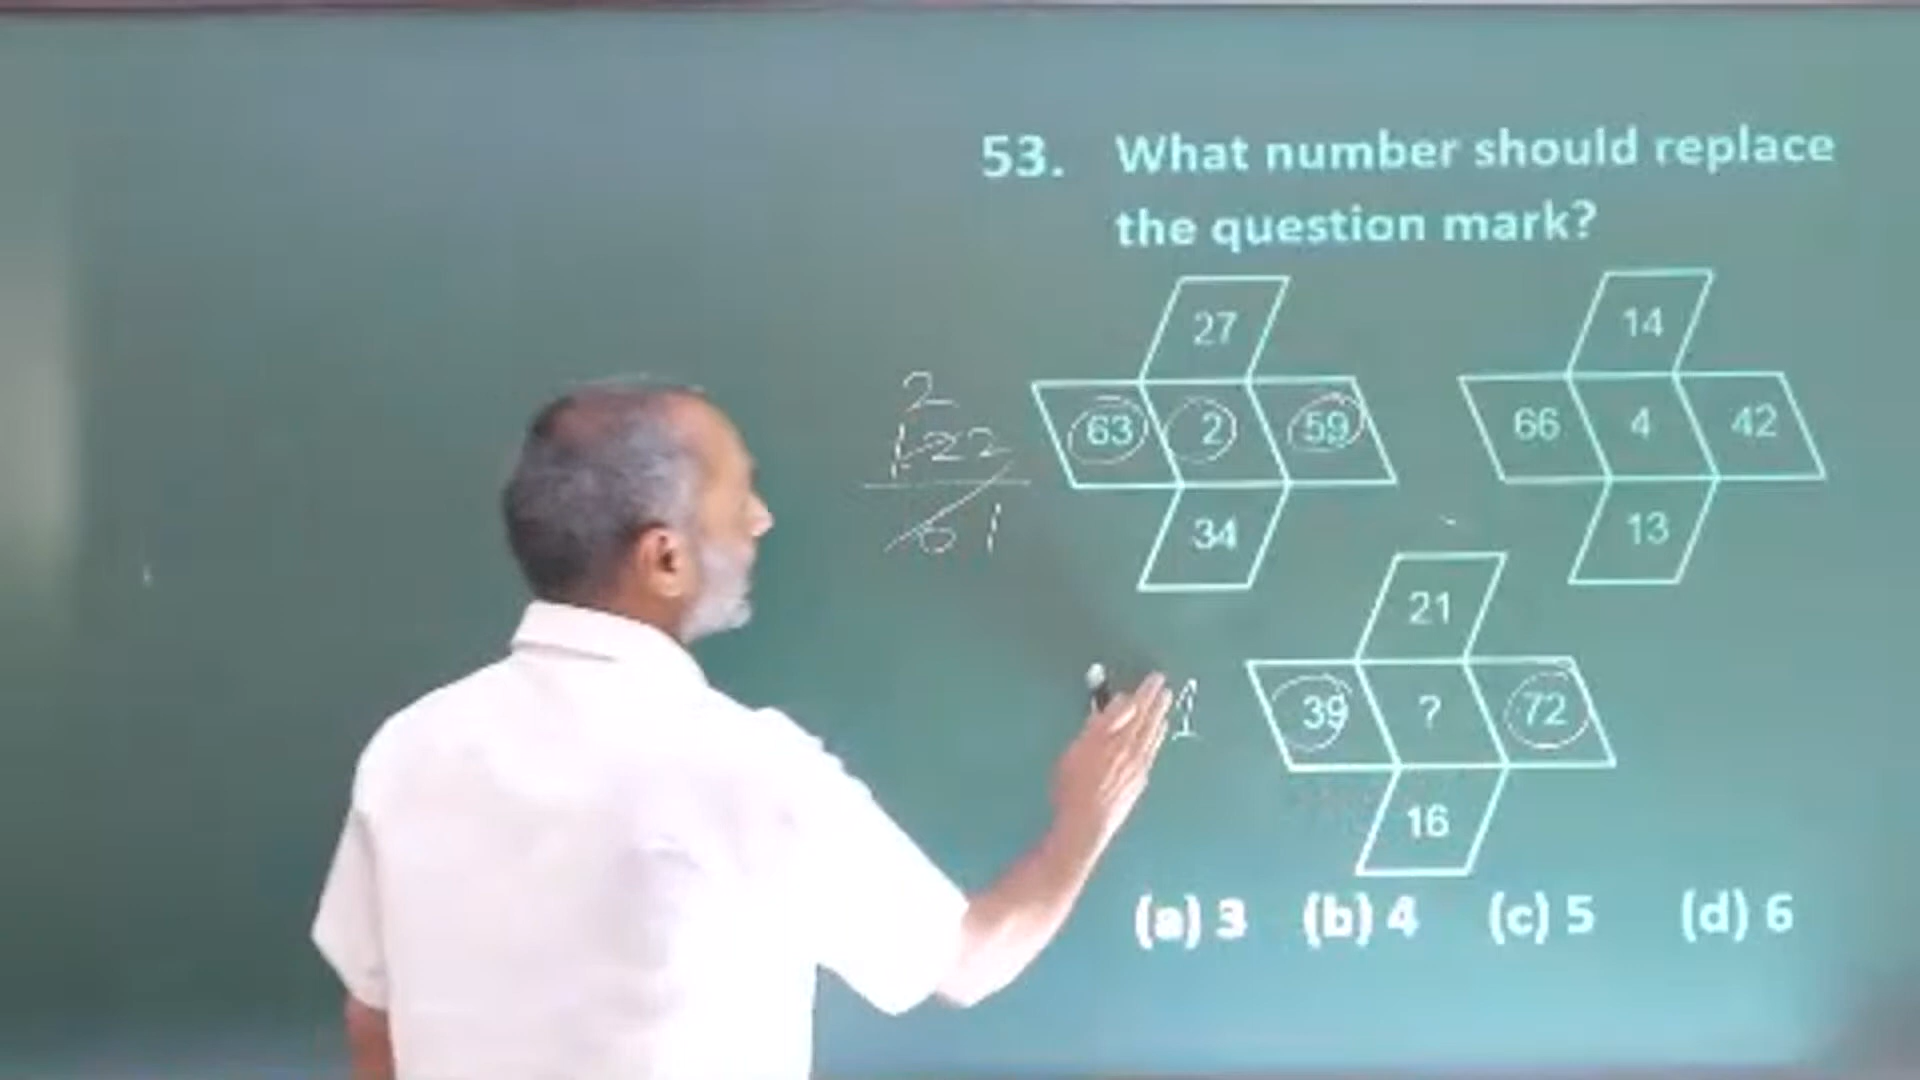 53. What number should replace
the question mark?
27
63 2 59
34
14
66 4 42
13
2
122
61
21
39 ? 72
16
(a) 3 (b) 4 (c) 5 (d) 6